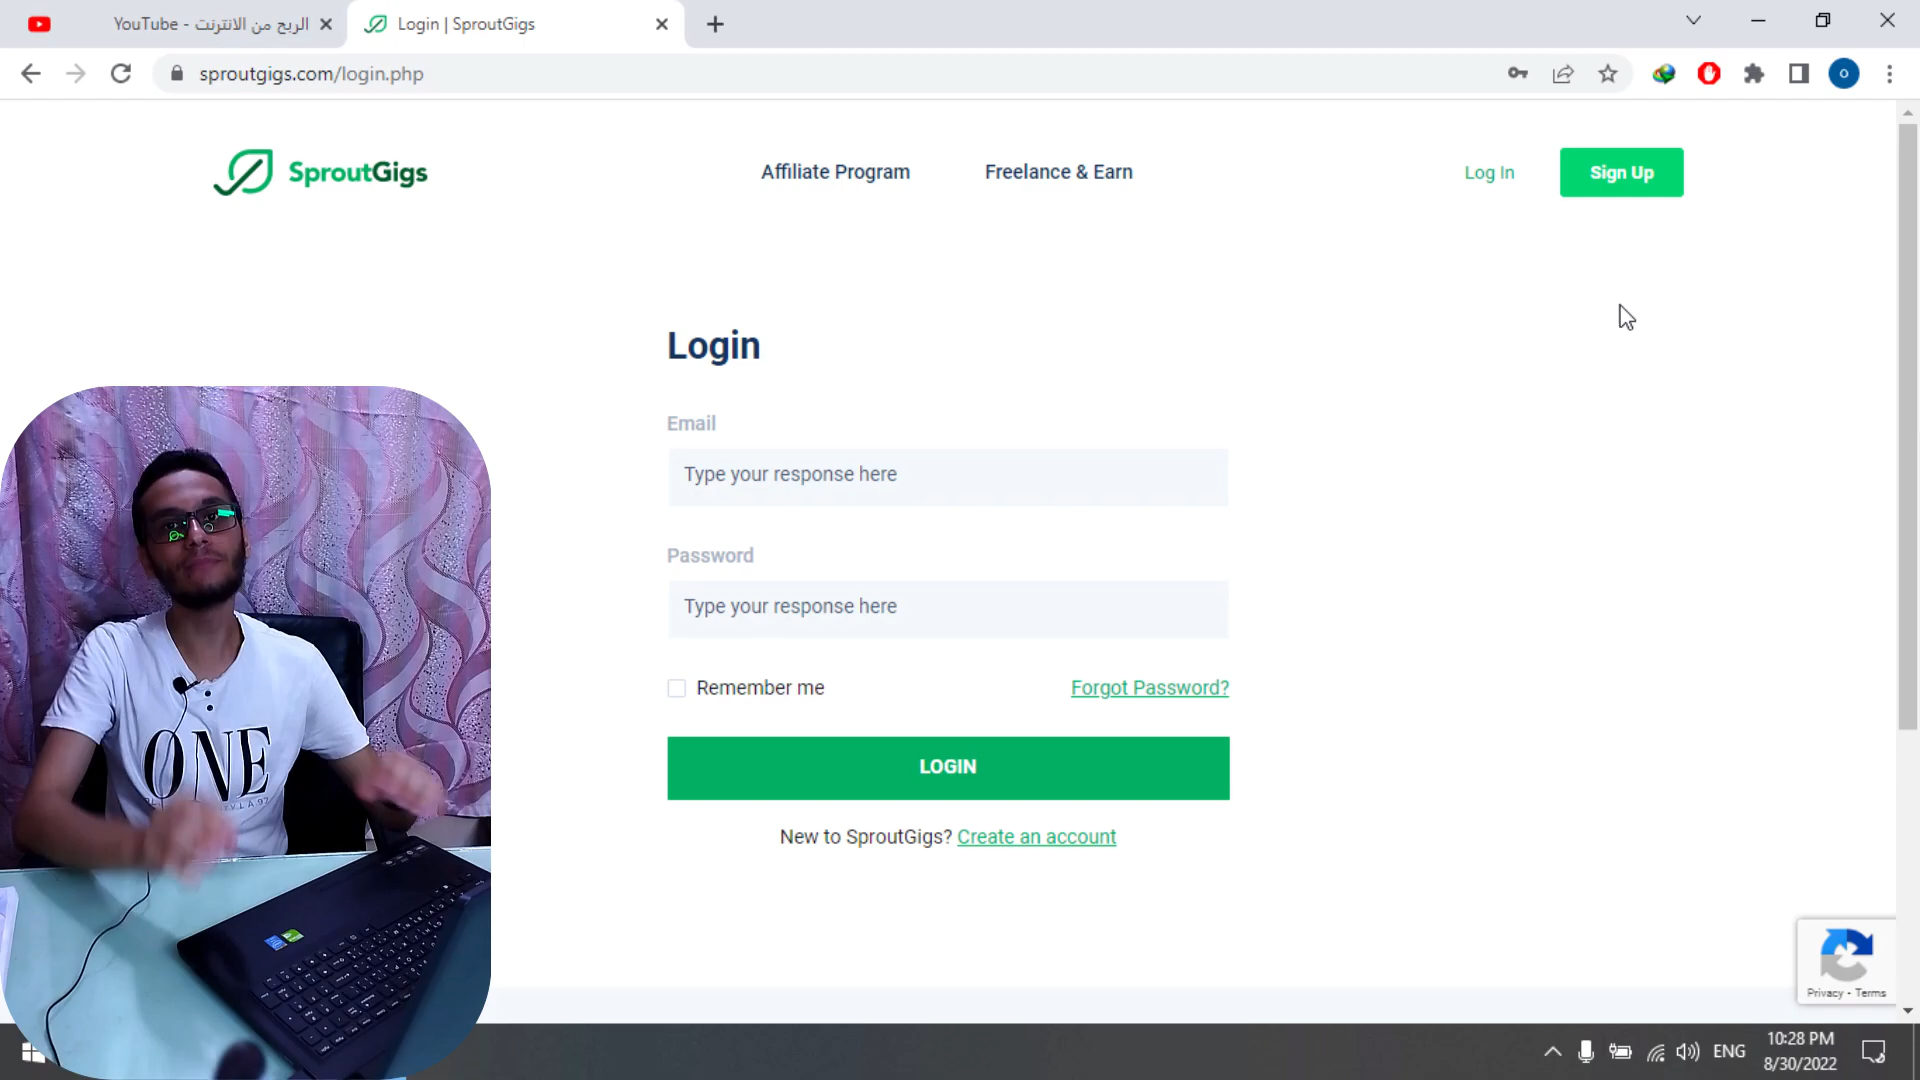 الربح من الانترنت - YouTube
Login | SproutGigs
sproutgigs.com/login.php
SproutGigs
Affiliate Program
Freelance & Earn
Log In
Sign Up
Login
Email
Type your response here
Password
Type your response here
Remember me
Forgot Password?
LOGIN
New to SproutGigs? Create an account
ONE
Privacy - Terms
ENG
10:28 PM
8/30/2022